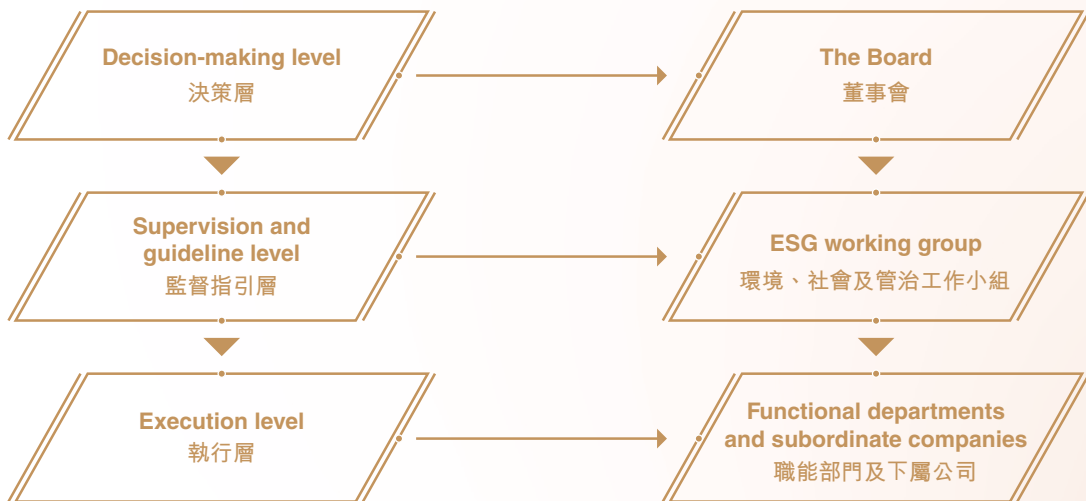 Decision-making level
決策層
The Board
董事會
Supervision and
guideline level
監督指引層
ESG working group
環境、社會及管治工作小組
Execution level
執行層
Functional departments
and subordinate companies
職能部門及下屬公司